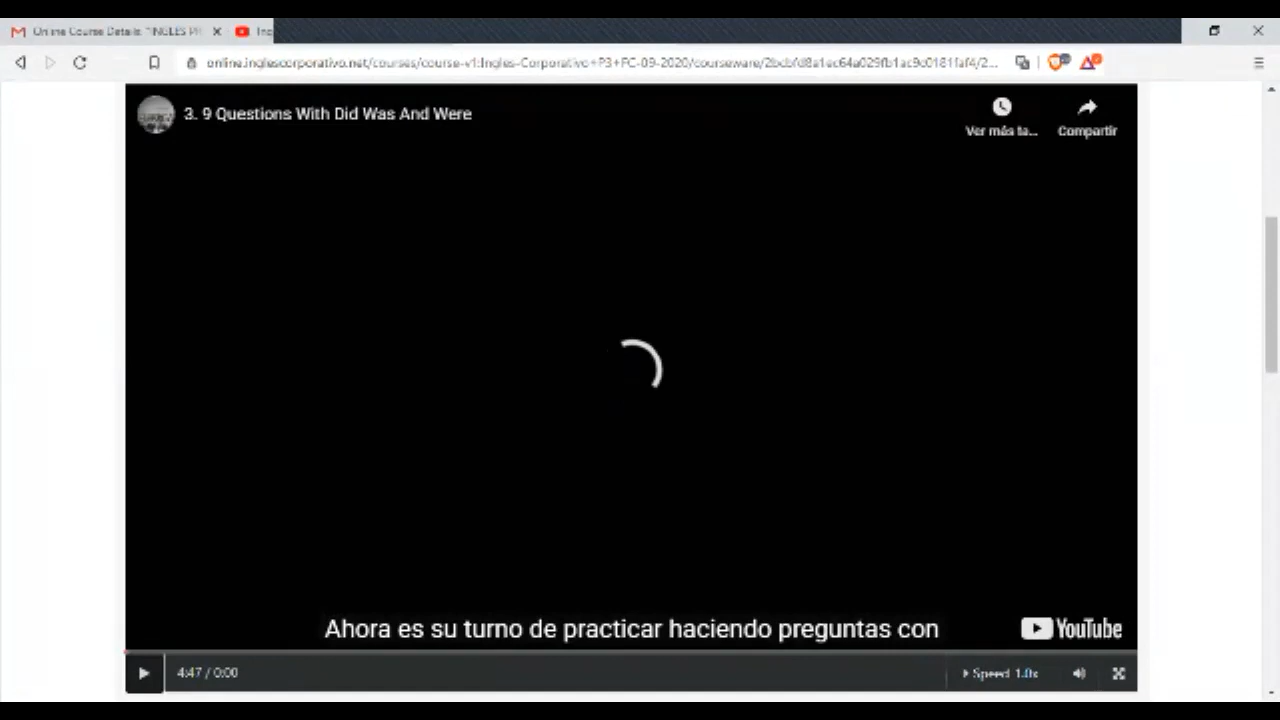 Online Course Details: "INGLES PR
Ing
online.inglescorporativo.net/courses/course-v1:Ingles-Corporativo+P3+FC-09-2020/courseware/
3. 9 Questions With Did Was And Were
Ver más ta...
Compartir
Ahora es su turno de practicar haciendo preguntas con
YouTube
4:47 / 0:00
Speed 1.0x